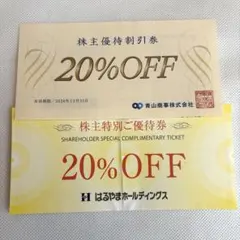 株主優待割引券
20%OFF
青山商事株式会社
株主特別ご優待券
SHAREHOLDER SPECIAL COMPLIMENTARY TICKET
20%OFF
はるやまホールディングス